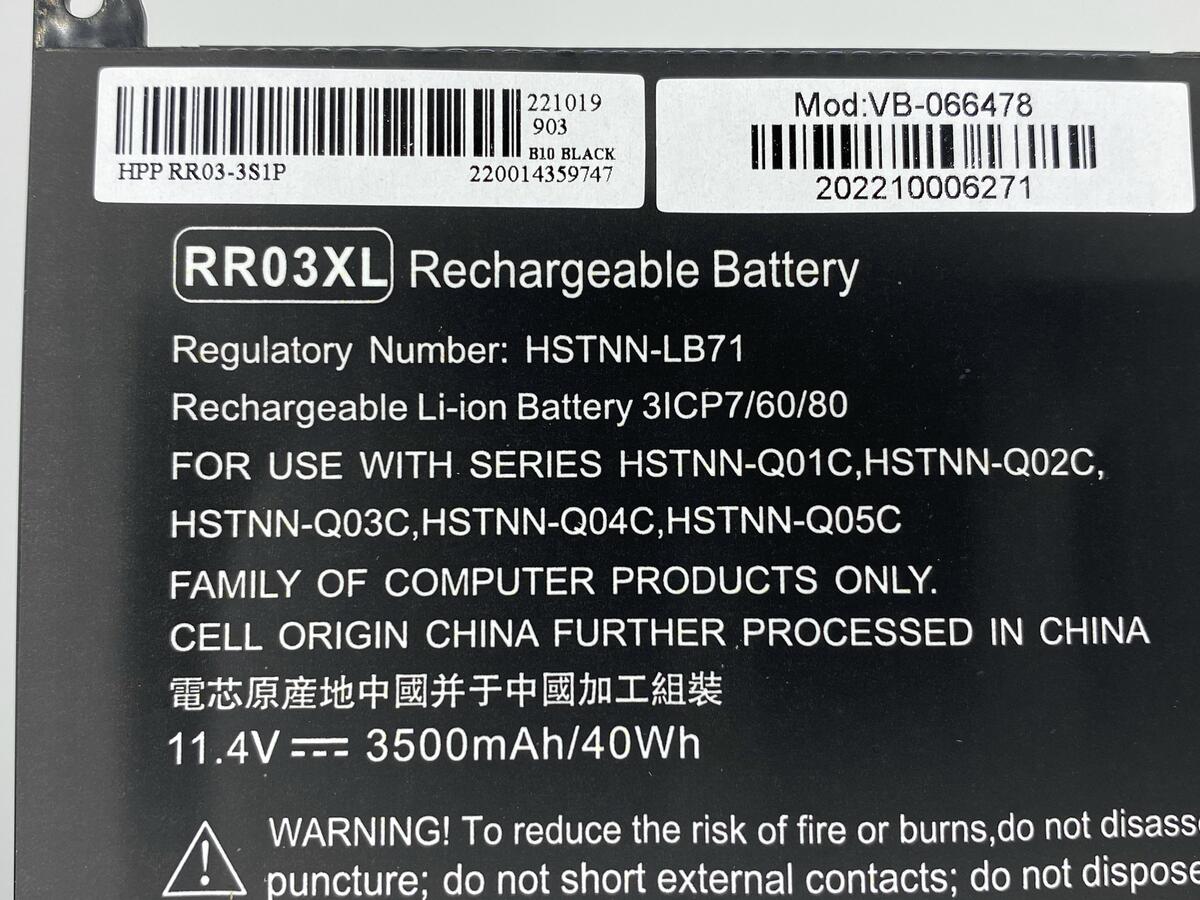 221019
903
B10 BLACK
HPP RR03-3S1P
220014359747
Mod:VB-066478
202210006271
RR03XL Rechargeable Battery
Regulatory Number: HSTNN-LB71
Rechargeable Li-ion Battery 3ICP7/60/80
FOR USE WITH SERIES HSTNN-Q01C,HSTNN-Q02C,
HSTNN-Q03C,HSTNN-Q04C,HSTNN-Q05C
FAMILY OF COMPUTER PRODUCTS ONLY.
CELL ORIGIN CHINA FURTHER PROCESSED IN CHINA
電芯原産地中國并于中國加工組裝
11.4V 3500mAh/40Wh
WARNING! To reduce the risk of fire or burns,do not disass
puncture; do not short external contacts; do not dispose